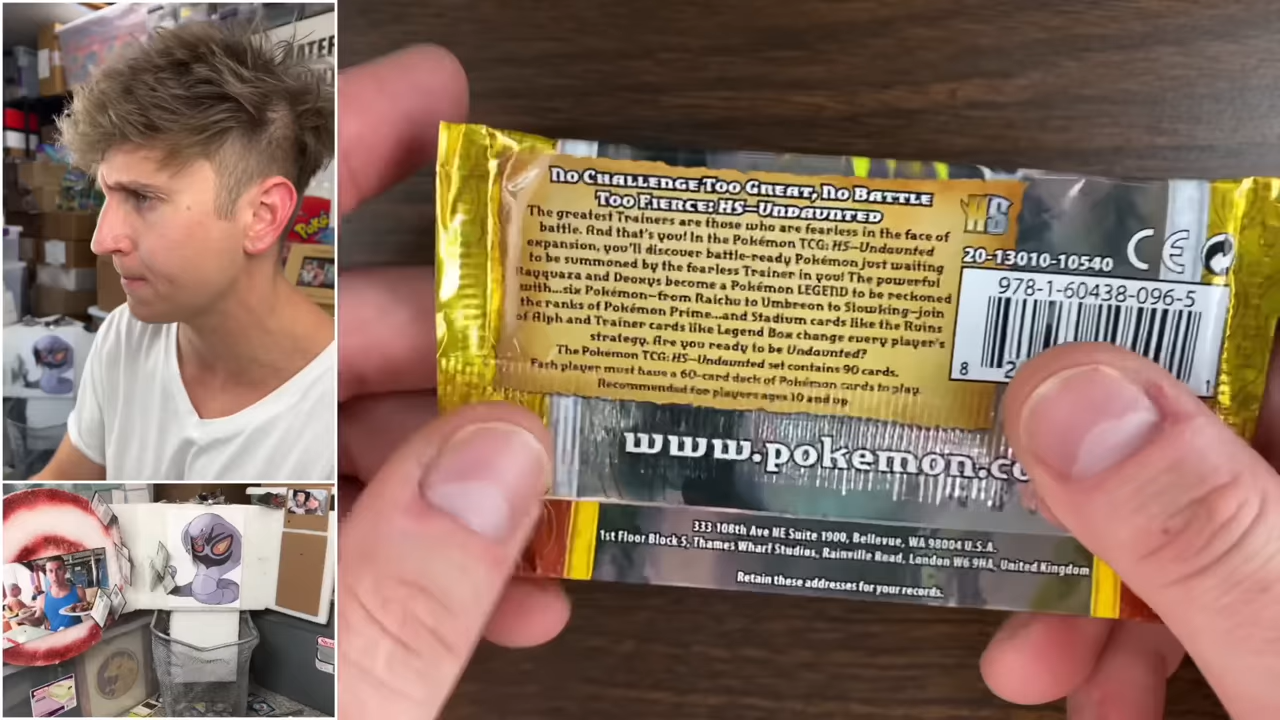 No Challenge Too Great, No Battle
Too Fierce: HS—Undaunted
The greatest Trainers are those who are fearless in the face of
battle. And that's you! In the Pokémon TCG: HS—Undaunted
expansion, you'll discover battle-ready Pokémon just waiting
to be summoned by the fearless Trainer in you! The powerful
Rayquaza and Deoxys become a Pokémon LEGEND to be reckoned
with...six Pokémon—from Raichu to Umbreon to Slowking—join
the ranks of Pokémon Prime...and Stadium cards like the Ruins
of Alph and Trainer cards like Legend Box change every player's
strategy. Are you ready to be Undaunted?
The Pokémon TCG: HS—Undaunted set contains 90 cards.
Each player must have a 60-card deck of Pokémon cards to play.
Recommended for players ages 10 and up.
HS
20-13010-10540
CE
978-1-60438-096-5
8 2 1
www.pokemon.co
333 108th Ave NE Suite 1900, Bellevue, WA 98004 U.S.A.
1st Floor Block 5, Thames Wharf Studios, Rainville Road, London W6 9HA, United Kingdom
Retain these addresses for your records.